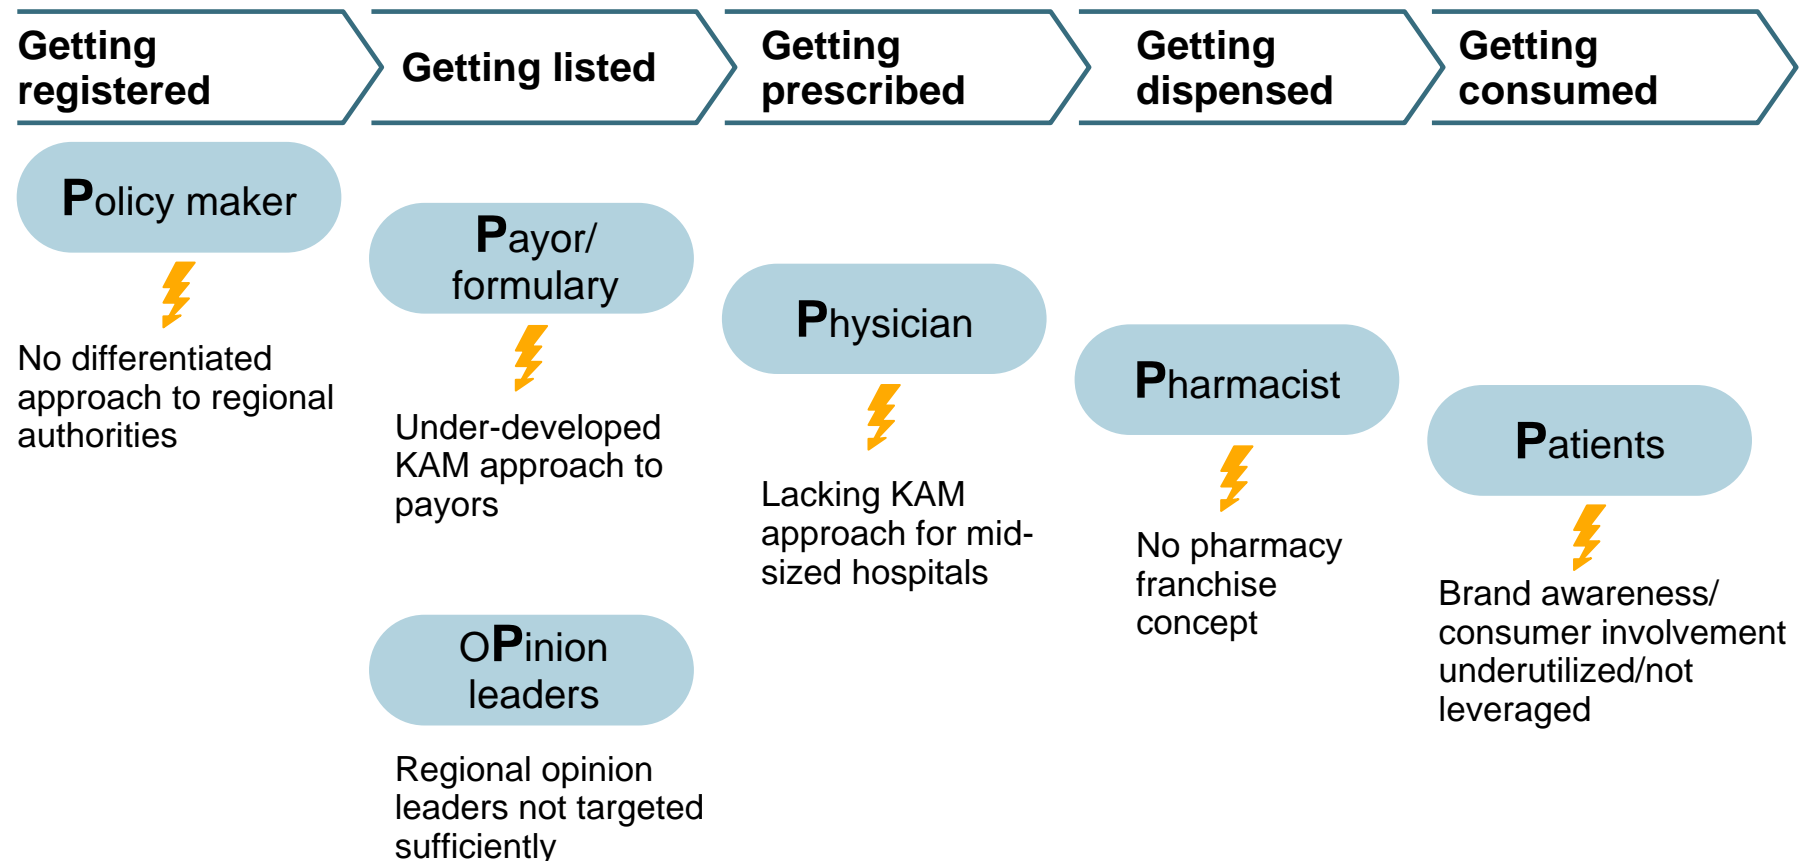 Getting
registered
Getting listed
Getting
prescribed
Getting
dispensed
Getting
consumed
Policy maker
No differentiated
approach to regional
authorities
Payor/
formulary
Under-developed
KAM approach to
payors
OPinion
leaders
Regional opinion
leaders not targeted
sufficiently
Physician
Lacking KAM
approach for mid-
sized hospitals
Pharmacist
No pharmacy
franchise
concept
Patients
Brand awareness/
consumer involvement
underutilized/not
leveraged